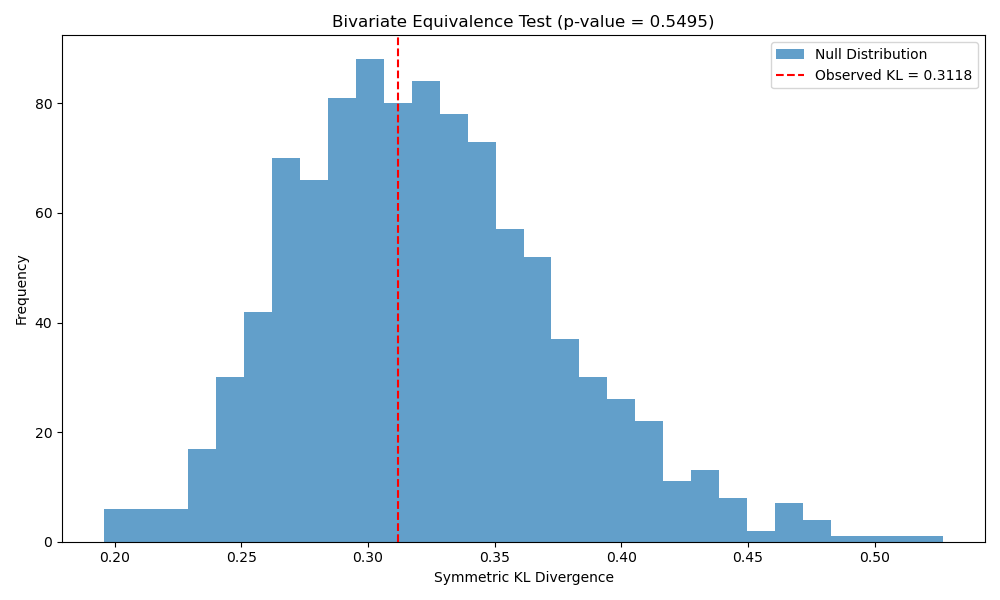 Bivariate Equivalence Test (p-value = 0.5495)
Null Distribution
Observed KL = 0.3118
Frequency
80
60
40
20
0
0.20 0.25 0.30 0.35 0.40 0.45 0.50
Symmetric KL Divergence